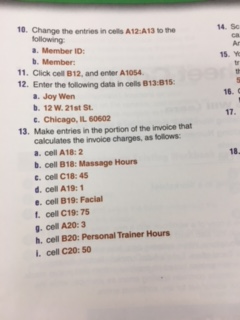 10. Change the entries in cells A12:A13 to the
following:
a. Member ID:
b. Member:
11. Click cell B12, and enter A1054.
12. Enter the following data in cells B13:B15:
a. Joy Wen
b. 12 W. 21st St.
c. Chicago, IL 60602
13. Make entries in the portion of the invoice that
calculates the invoice charges, as follows:
a. cell A18: 2
b. cell B18: Massage Hours
c. cell C18: 45
d. cell A19: 1
e. cell B19: Facial
f. cell C19: 75
g. cell A20: 3
h. cell B20: Personal Trainer Hours
i. cell C20: 50
14. Sc
ca
Ar
15. Yo
tr
th
16.
17.
18.